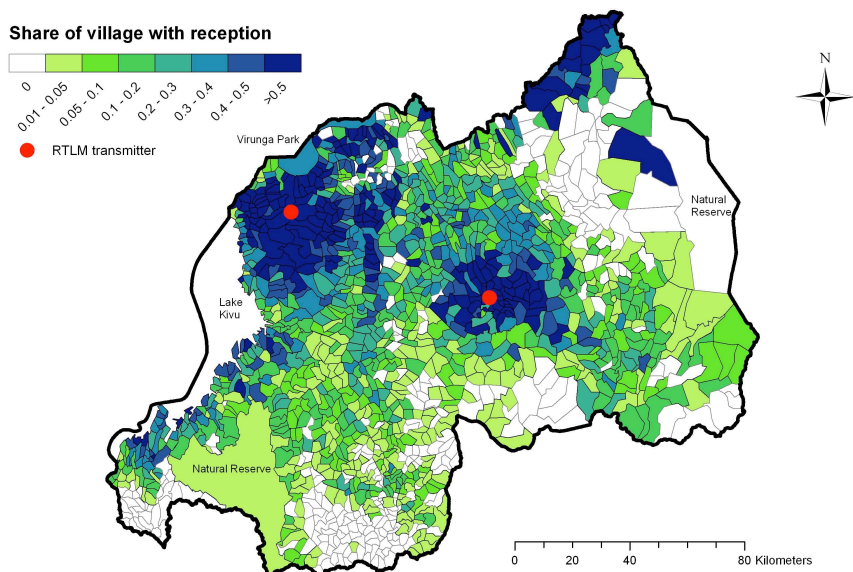 Share of village with reception
0
0.01 - 0.05
0.05 - 0.1
0.1 - 0.2
0.2 - 0.3
0.3 - 0.4
0.4 - 0.5
>0.5
RTLM transmitter
N
Virunga Park
Natural
Reserve
Lake
Kivu
Natural Reserve
0 20 40 80 Kilometers